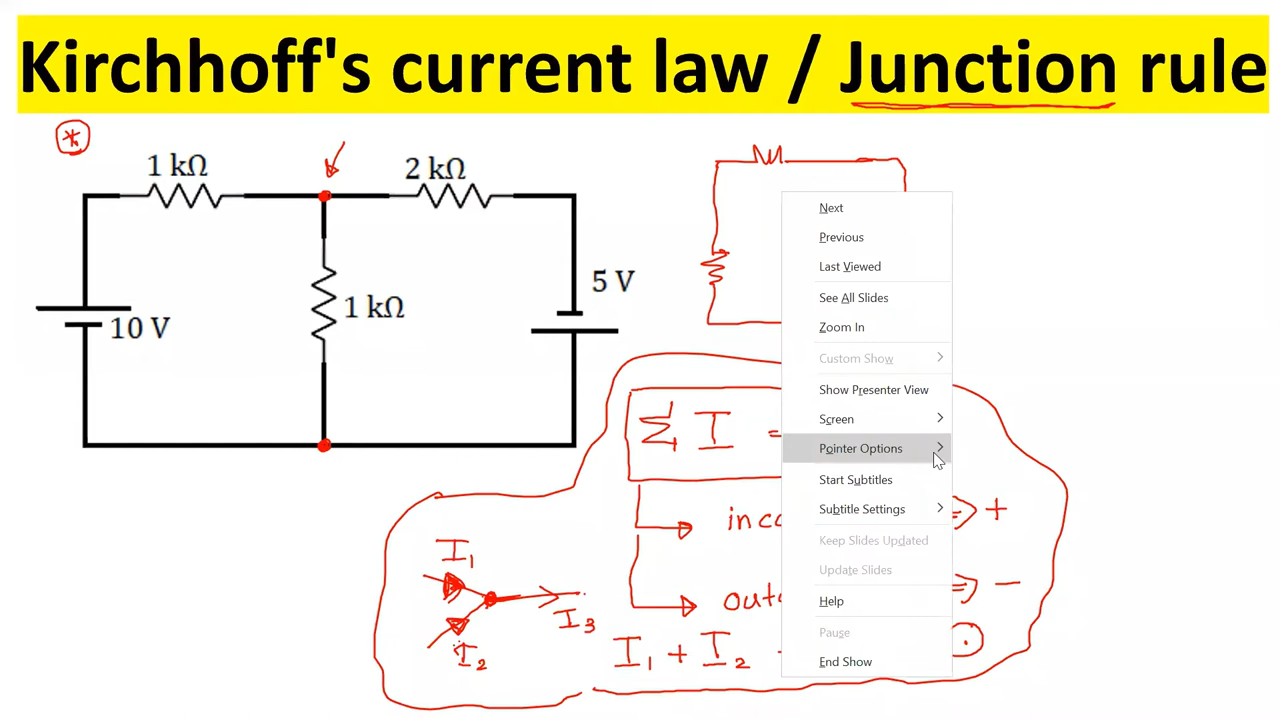 Kirchhoff's current law / Junction rule
*
1 kΩ
2 kΩ
10 V
1 kΩ
5 V
Next
Previous
Last Viewed
See All Slides
Zoom In
Custom Show
Show Presenter View
Screen
Pointer Options
Start Subtitles
Subtitle Settings
Keep Slides Updated
Update Slides
Help
Pause
End Show
Σ I =
⇒ +
⇒ -
I₁
I₂
I₃
I₁ + I₂ -